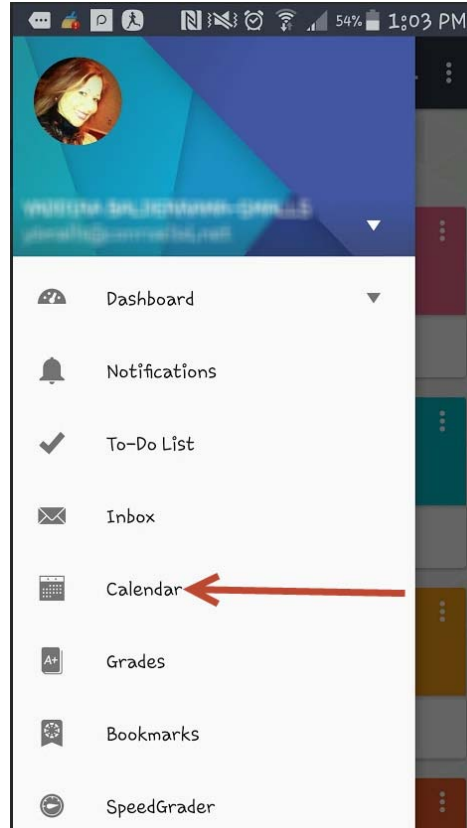 54% 1:03 PM
Dashboard
Notifications
To-Do List
Inbox
Calendar
A+ Grades
Bookmarks
SpeedGrader